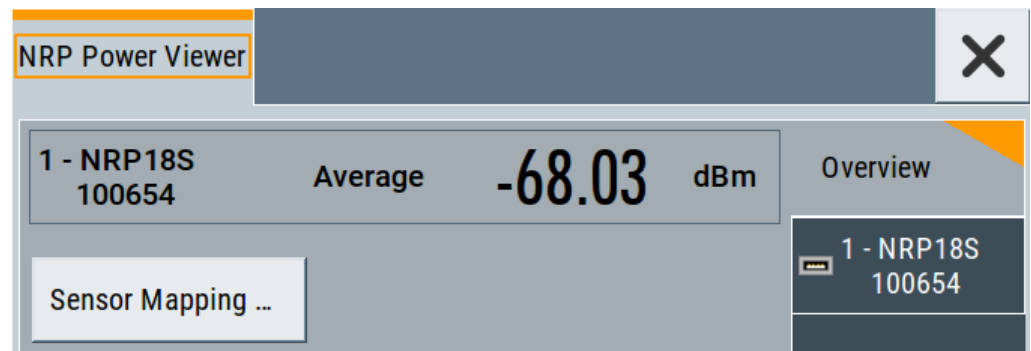 NRP Power Viewer
1 - NRP18S
100654
Average
-68.03
dBm
Overview
1 - NRP18S
100654
Sensor Mapping ...